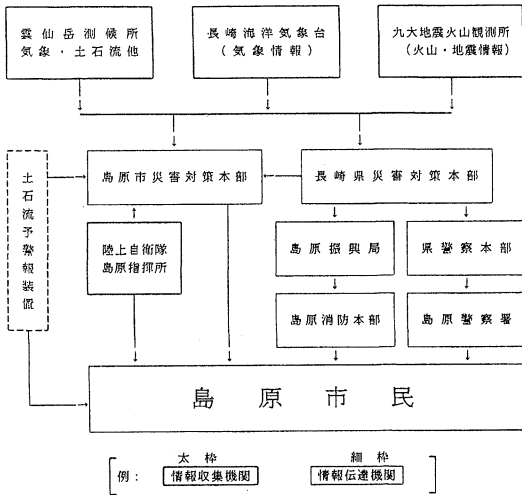 雲仙岳測候所
気象・土石流他
長崎海洋気象台
(気象情報)
九大地震火山観測所
(火山・地震情報)
土石流予警報装置
島原市災害対策本部
長崎県災害対策本部
陸上自衛隊
島原指揮所
島原振興局
県警察本部
島原消防本部
島原警察署
島原市民
太枠
細枠
例:
情報収集機関
情報伝達機関